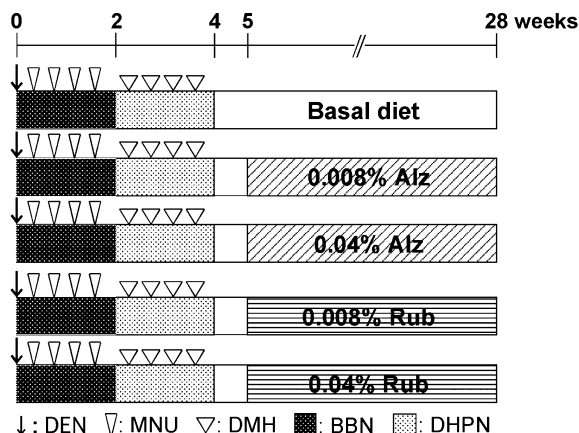 0 2 4 5 28 weeks
Basal diet
0.008% Alz
0.04% Alz
0.008% Rub
0.04% Rub
: DEN : MNU : DMH : BBN : DHPN